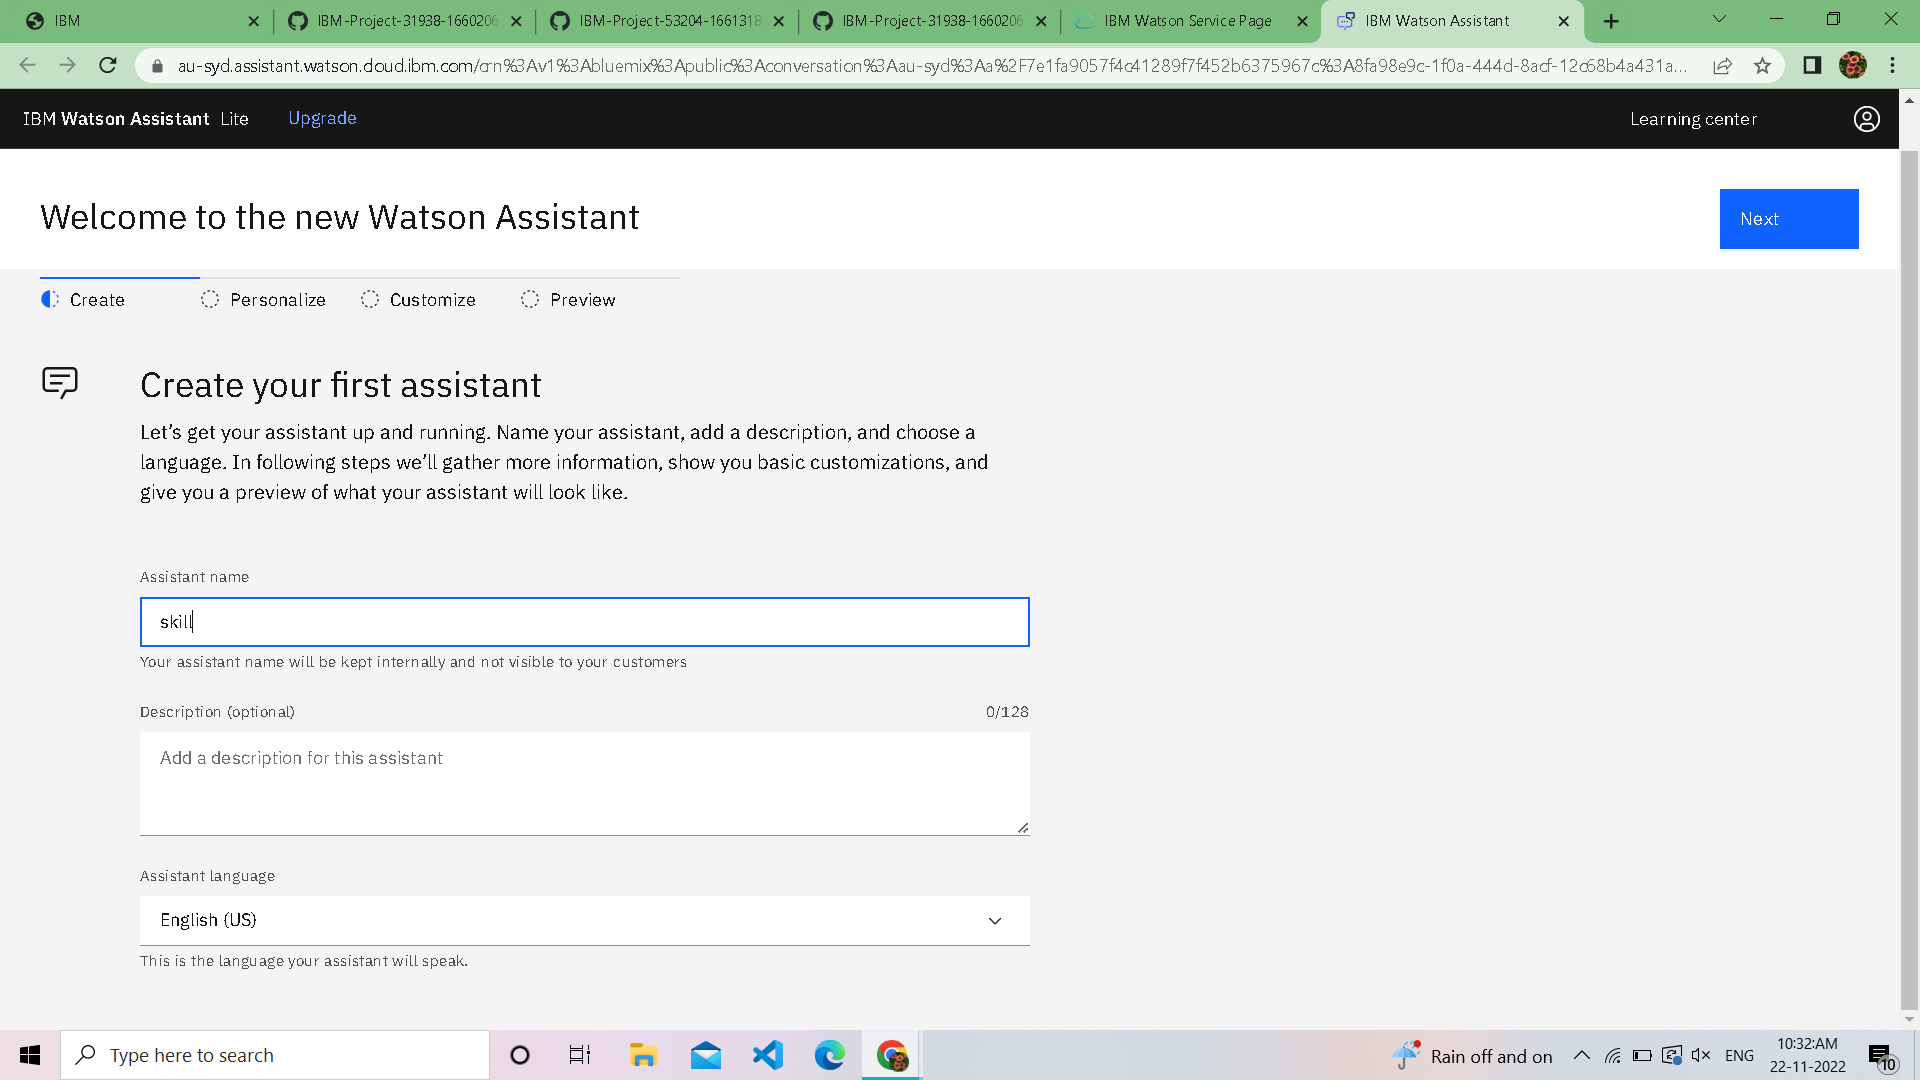 IBM
IBM-Project-31938-1660206
IBM-Project-53204-1661318
IBM-Project-31938-1660206
IBM Watson Service Page
IBM Watson Assistant
au-syd.assistant.watson.cloud.ibm.com/crn%3Av1%3Abluemix%3Apublic%3Aconversation%3Aau-syd%3Aa%2F7e1fa9057f4c41289f7f452b6375967c%3A8fa98e9c-1f0a-444d-8acf-12c68b4a431a...
IBM Watson Assistant Lite
Upgrade
Learning center
Welcome to the new Watson Assistant
Next
Create
Personalize
Customize
Preview
Create your first assistant
Let’s get your assistant up and running. Name your assistant, add a description, and choose a
language. In following steps we’ll gather more information, show you basic customizations, and
give you a preview of what your assistant will look like.
Assistant name
skill
Your assistant name will be kept internally and not visible to your customers
Description (optional)
0/128
Add a description for this assistant
Assistant language
English (US)
This is the language your assistant will speak.
Type here to search
Rain off and on
ENG
10:32:AM
22-11-2022
10